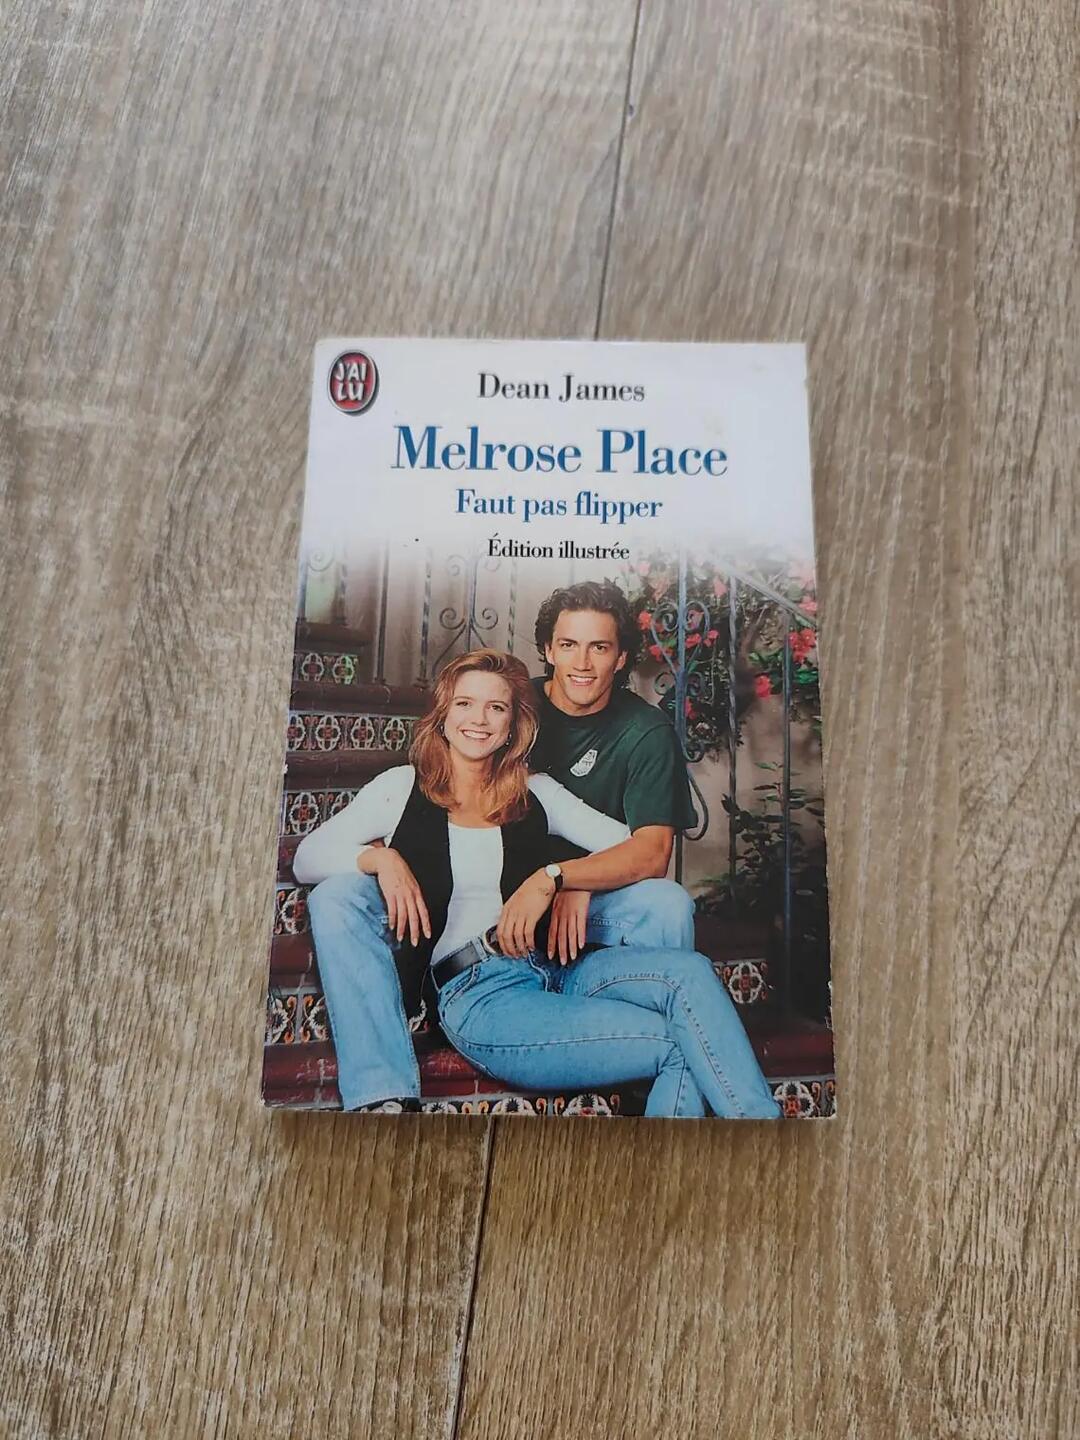 J'AI
LU
Dean James
Melrose Place
Faut pas flipper
Édition illustrée